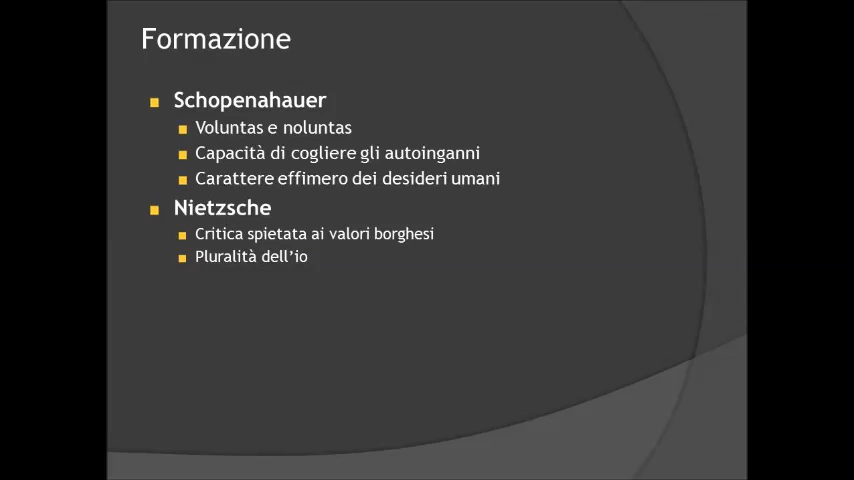 Formazione
Schopenahauer
Voluntas e noluntas
Capacità di cogliere gli autoinganni
Carattere effimero dei desideri umani
Nietzsche
Critica spietata ai valori borghesi
Pluralità dell’io